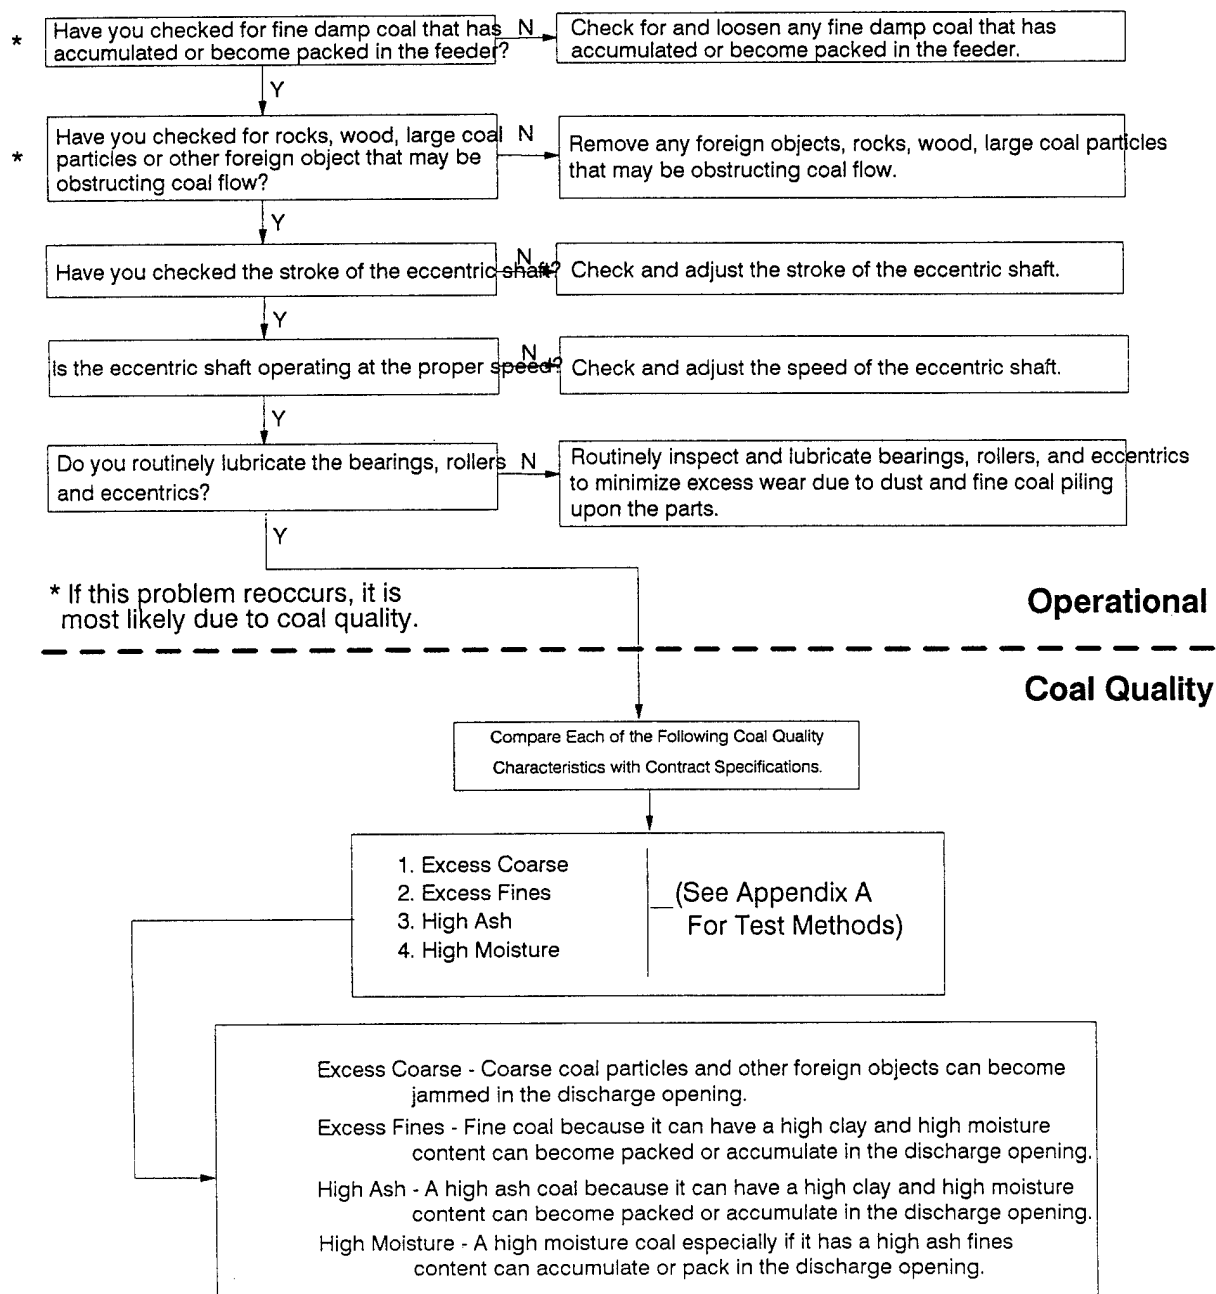 * Have you checked for fine damp coal that has
accumulated or become packed in the feeder?
N
Check for and loosen any fine damp coal that has
accumulated or become packed in the feeder.
Y
* Have you checked for rocks, wood, large coal
particles or other foreign object that may be
obstructing coal flow?
N
Remove any foreign objects, rocks, wood, large coal particles
that may be obstructing coal flow.
Y
Have you checked the stroke of the eccentric shaft?
N
Check and adjust the stroke of the eccentric shaft.
Y
Is the eccentric shaft operating at the proper speed?
N
Check and adjust the speed of the eccentric shaft.
Y
Do you routinely lubricate the bearings, rollers
and eccentrics?
N
Routinely inspect and lubricate bearings, rollers, and eccentrics
to minimize excess wear due to dust and fine coal piling
upon the parts.
Y
* If this problem reoccurs, it is
most likely due to coal quality.
Operational
Coal Quality
Compare Each of the Following Coal Quality
Characteristics with Contract Specifications.
1. Excess Coarse
2. Excess Fines
3. High Ash
4. High Moisture
(See Appendix A
For Test Methods)
Excess Coarse - Coarse coal particles and other foreign objects can become
jammed in the discharge opening.
Excess Fines - Fine coal because it can have a high clay and high moisture
content can become packed or accumulate in the discharge opening.
High Ash - A high ash coal because it can have a high clay and high moisture
content can become packed or accumulate in the discharge opening.
High Moisture - A high moisture coal especially if it has a high ash fines
content can accumulate or pack in the discharge opening.